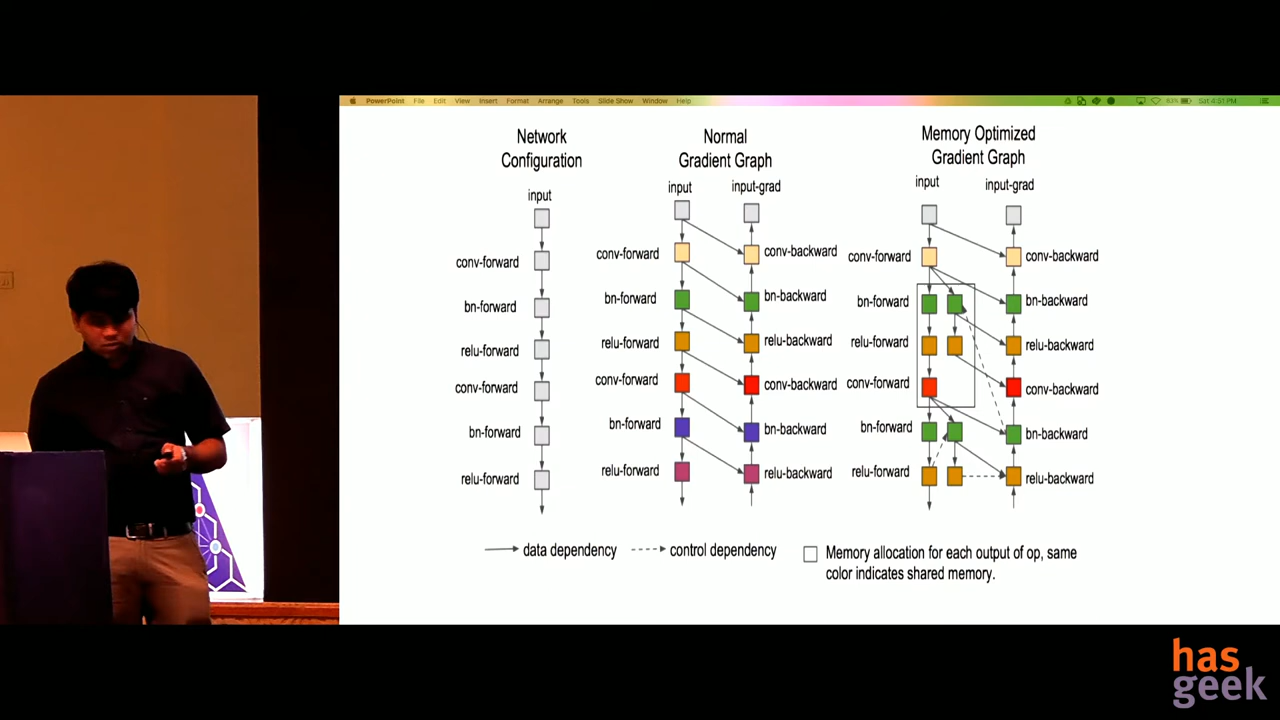 PowerPoint File Edit View Insert Format Arrange Tools Slide Show Window Help
83% Sat 4:51 PM
Network
Configuration
input
conv-forward
bn-forward
relu-forward
conv-forward
bn-forward
relu-forward
Normal
Gradient Graph
input input-grad
conv-forward conv-backward
bn-forward bn-backward
relu-forward relu-backward
conv-forward conv-backward
bn-forward bn-backward
relu-forward relu-backward
Memory Optimized
Gradient Graph
input input-grad
conv-forward conv-backward
bn-forward bn-backward
relu-forward relu-backward
conv-forward conv-backward
bn-forward bn-backward
relu-forward relu-backward
data dependency control dependency
Memory allocation for each output of op, same
color indicates shared memory.
has
geek